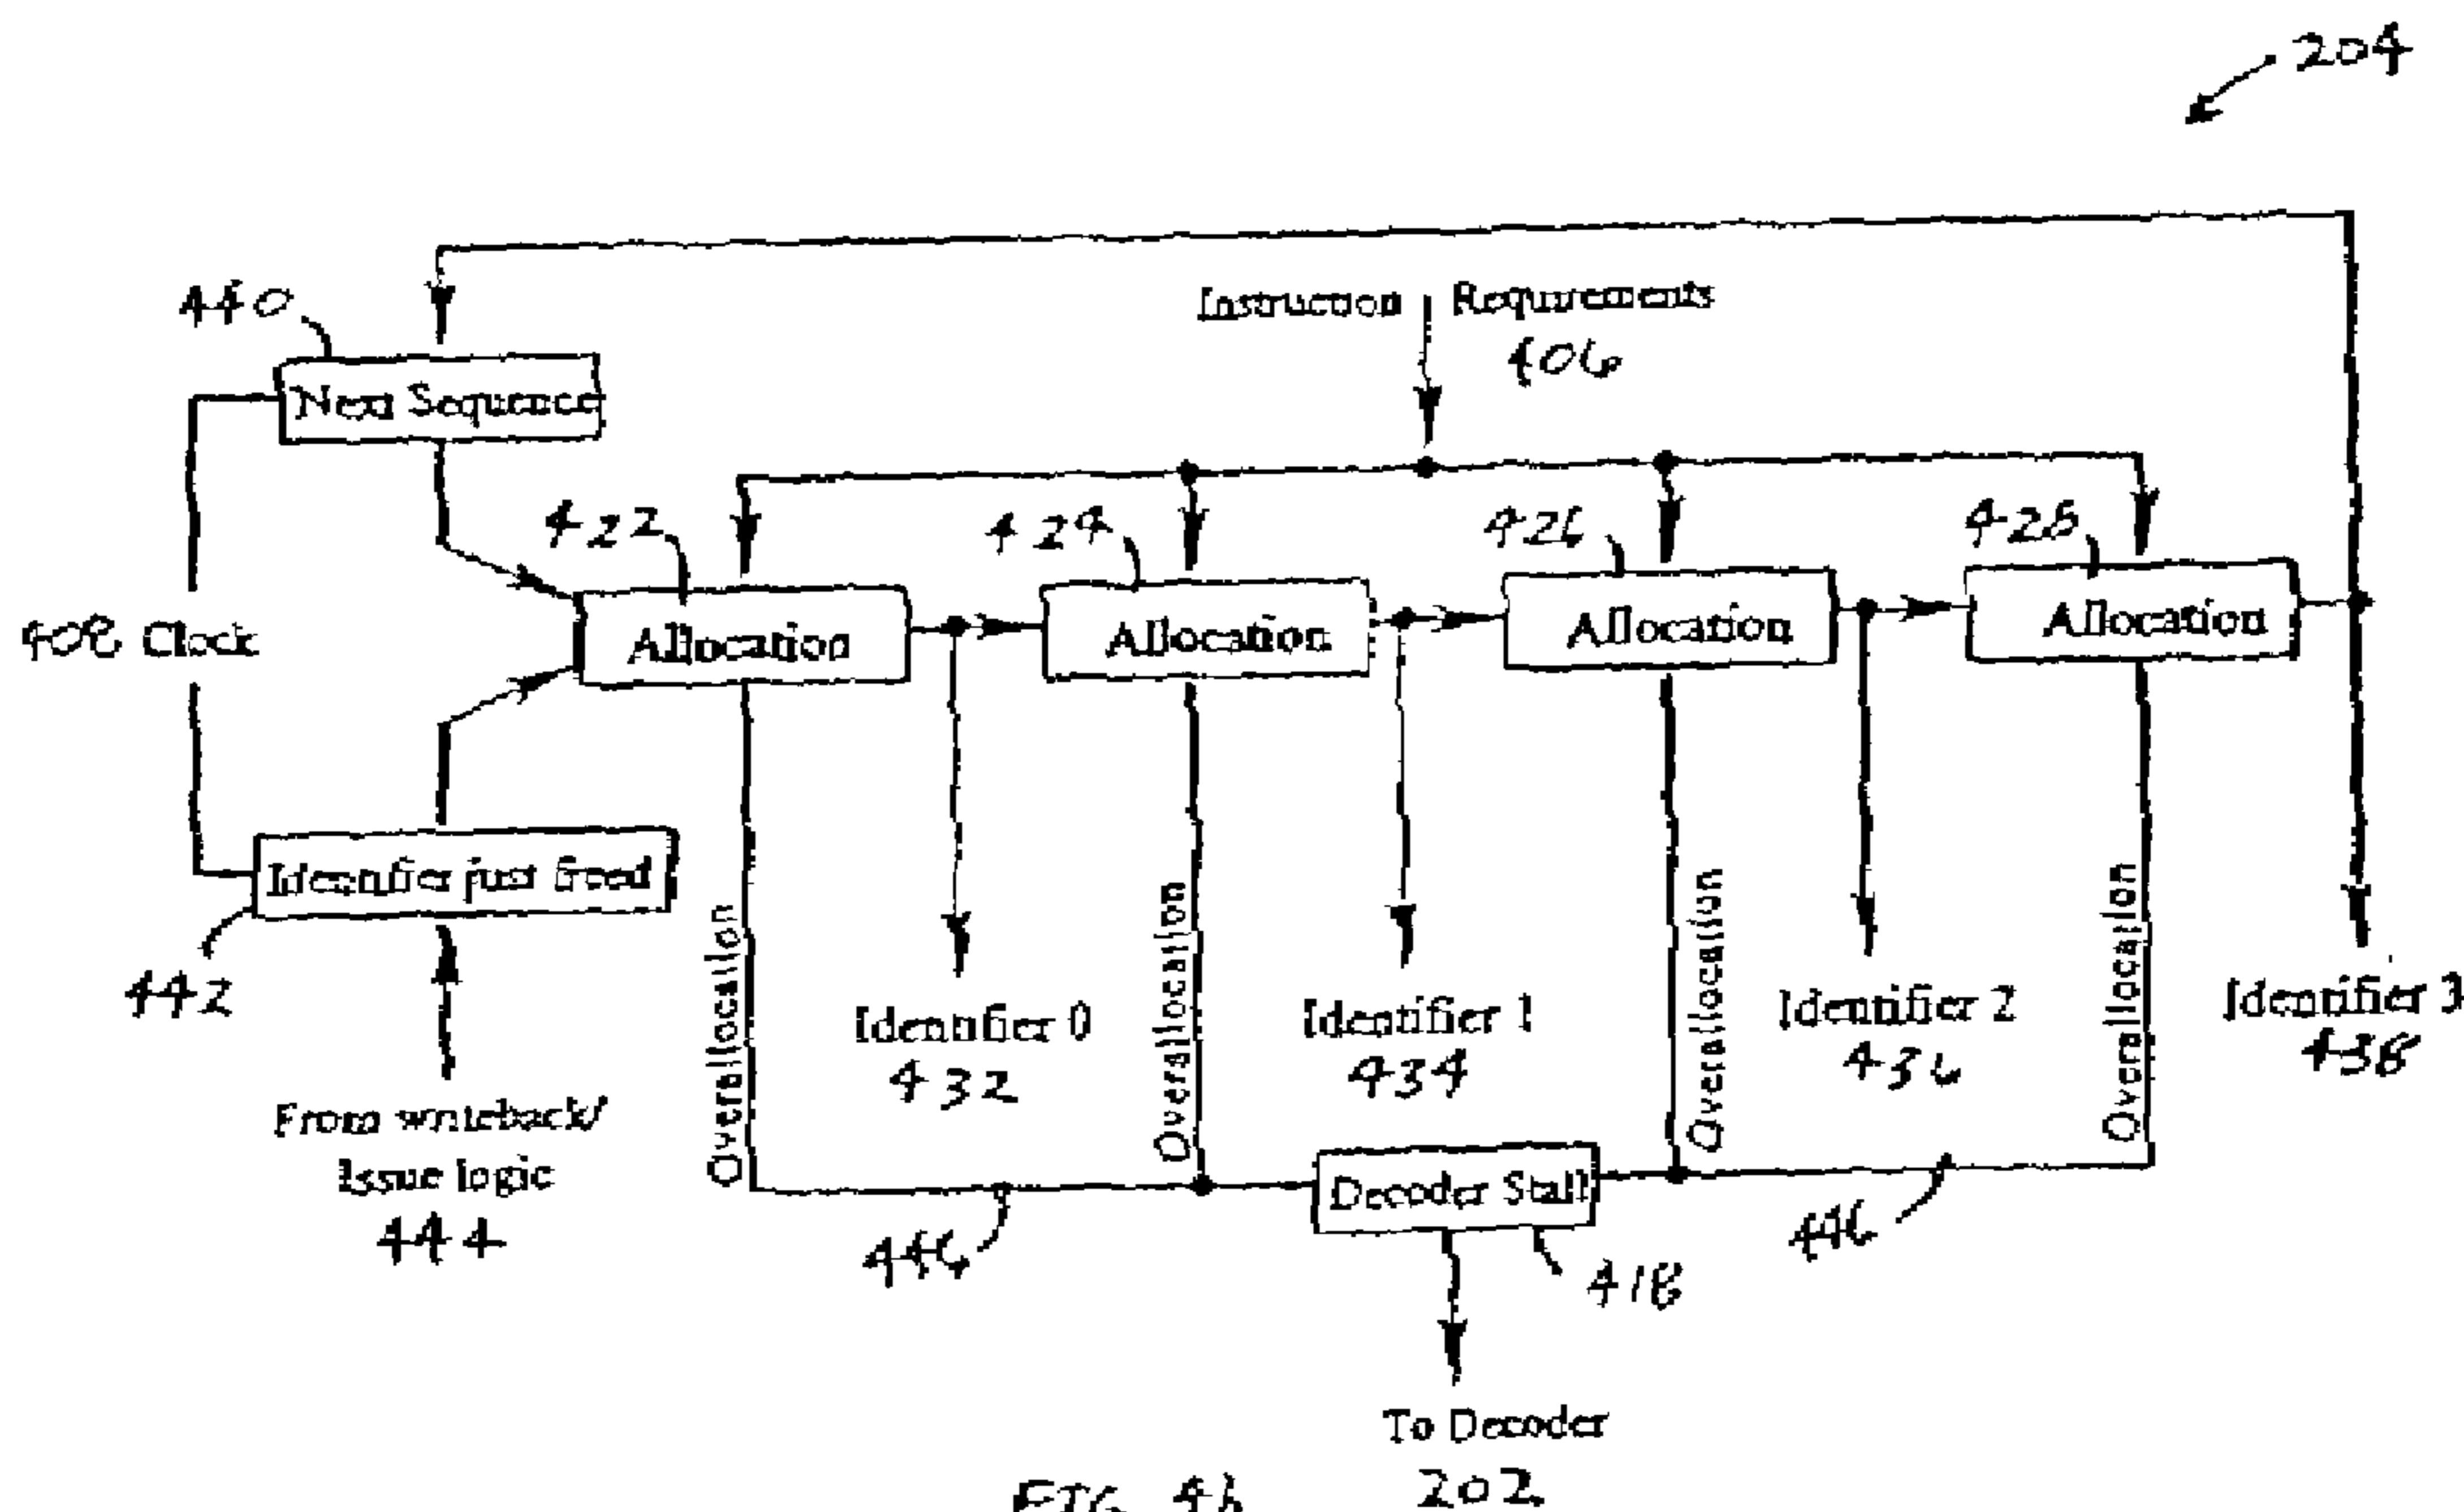 204
440
Instruction Requirements
406
Next Sequence
422
424
426
428
408 Clock
Allocation
Allocation
Allocation
Allocation
Identifier just freed
442
Overallocation
Overallocation
Overallocation
Overallocation
Identifier 0
432
Identifier 1
434
Identifier 2
436
Identifier 3
438
From writeback/
Issue logic
444
Decoder Stall
446
446
418
To Decoder
202